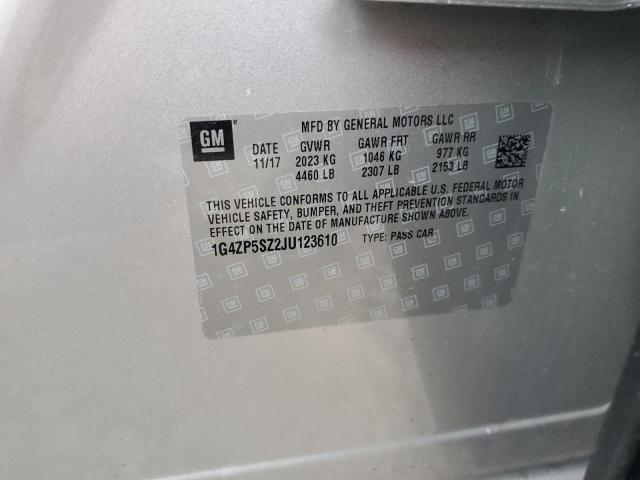 GM
MFD BY GENERAL MOTORS LLC
DATE GVWR GAWR FRT GAWR RR
11/17 2023 KG 1046 KG 977 KG
4460 LB 2307 LB 2153 LB
THIS VEHICLE CONFORMS TO ALL APPLICABLE U.S. FEDERAL MOTOR
VEHICLE SAFETY, BUMPER, AND THEFT PREVENTION STANDARDS IN
EFFECT ON THE DATE OF MANUFACTURE SHOWN ABOVE.
1G4ZP5SZ2JU123610 TYPE: PASS CAR